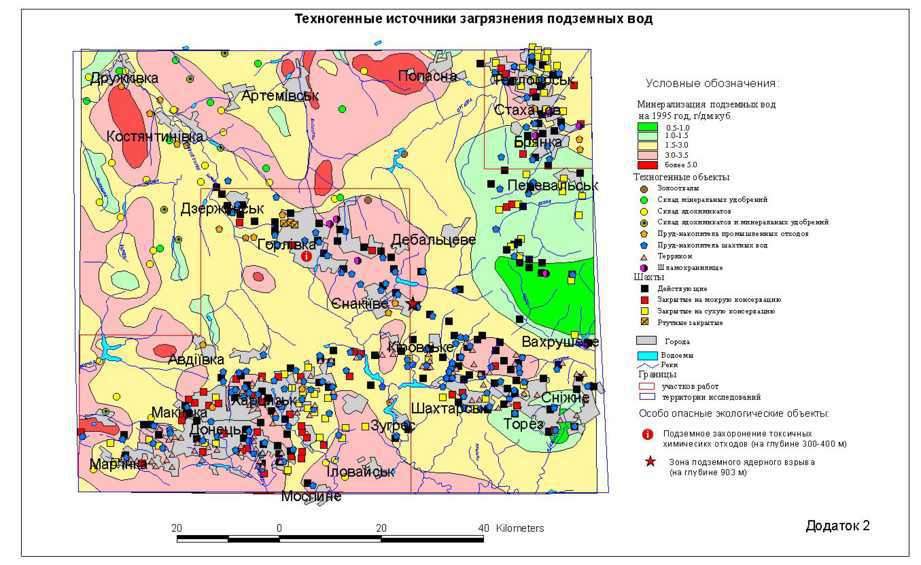 Техногенные источники загрязнения подземных вод
Дружківка
Артемівськ
Попасна
Стаханов
Костянтинівка
Брянка
Перевальськ
Дзержинськ
Горлівка
Дебальцеве
Єнакієве
Кіровське
Вахрушеве
Авдіївка
Харцизьк
Макіївка
Шахтарськ
Сніжне
Донецьк
Зугрес
Торез
Мар'їнка
Іловайськ
Моспине
Условные обозначения:
Минерализация подземных вод
на 1995 год, г/дм.куб.
0.5-1.0
1.0-1.5
1.5-3.0
3.0-3.5
более 5.0
Техногенные объекты
Золоотвалы
Склад мінеральных удобрений
Склад ядохимикатов
Склад ядохимикатов и минеральных удобрений
Пруд-накопитель промышленных отходов
Пруд-накопитель шахтных вод
Террикон
Шламохранилище
Шахты
Действующие
Закрытые на мокрую консервацию
Закрытые на сухую консервацию
Ртутные закрытые
Города
Водоемы
Реки
Границы
участков работ
территории исследований
Особо опасные экологические объекты:
Подземное захоронение токсичных
химических отходов (на глубине 300-400 м)
Зона подземного ядерного взрыва
(на глубине 903 м)
20 0 20 40 Kilometers
Додаток 2